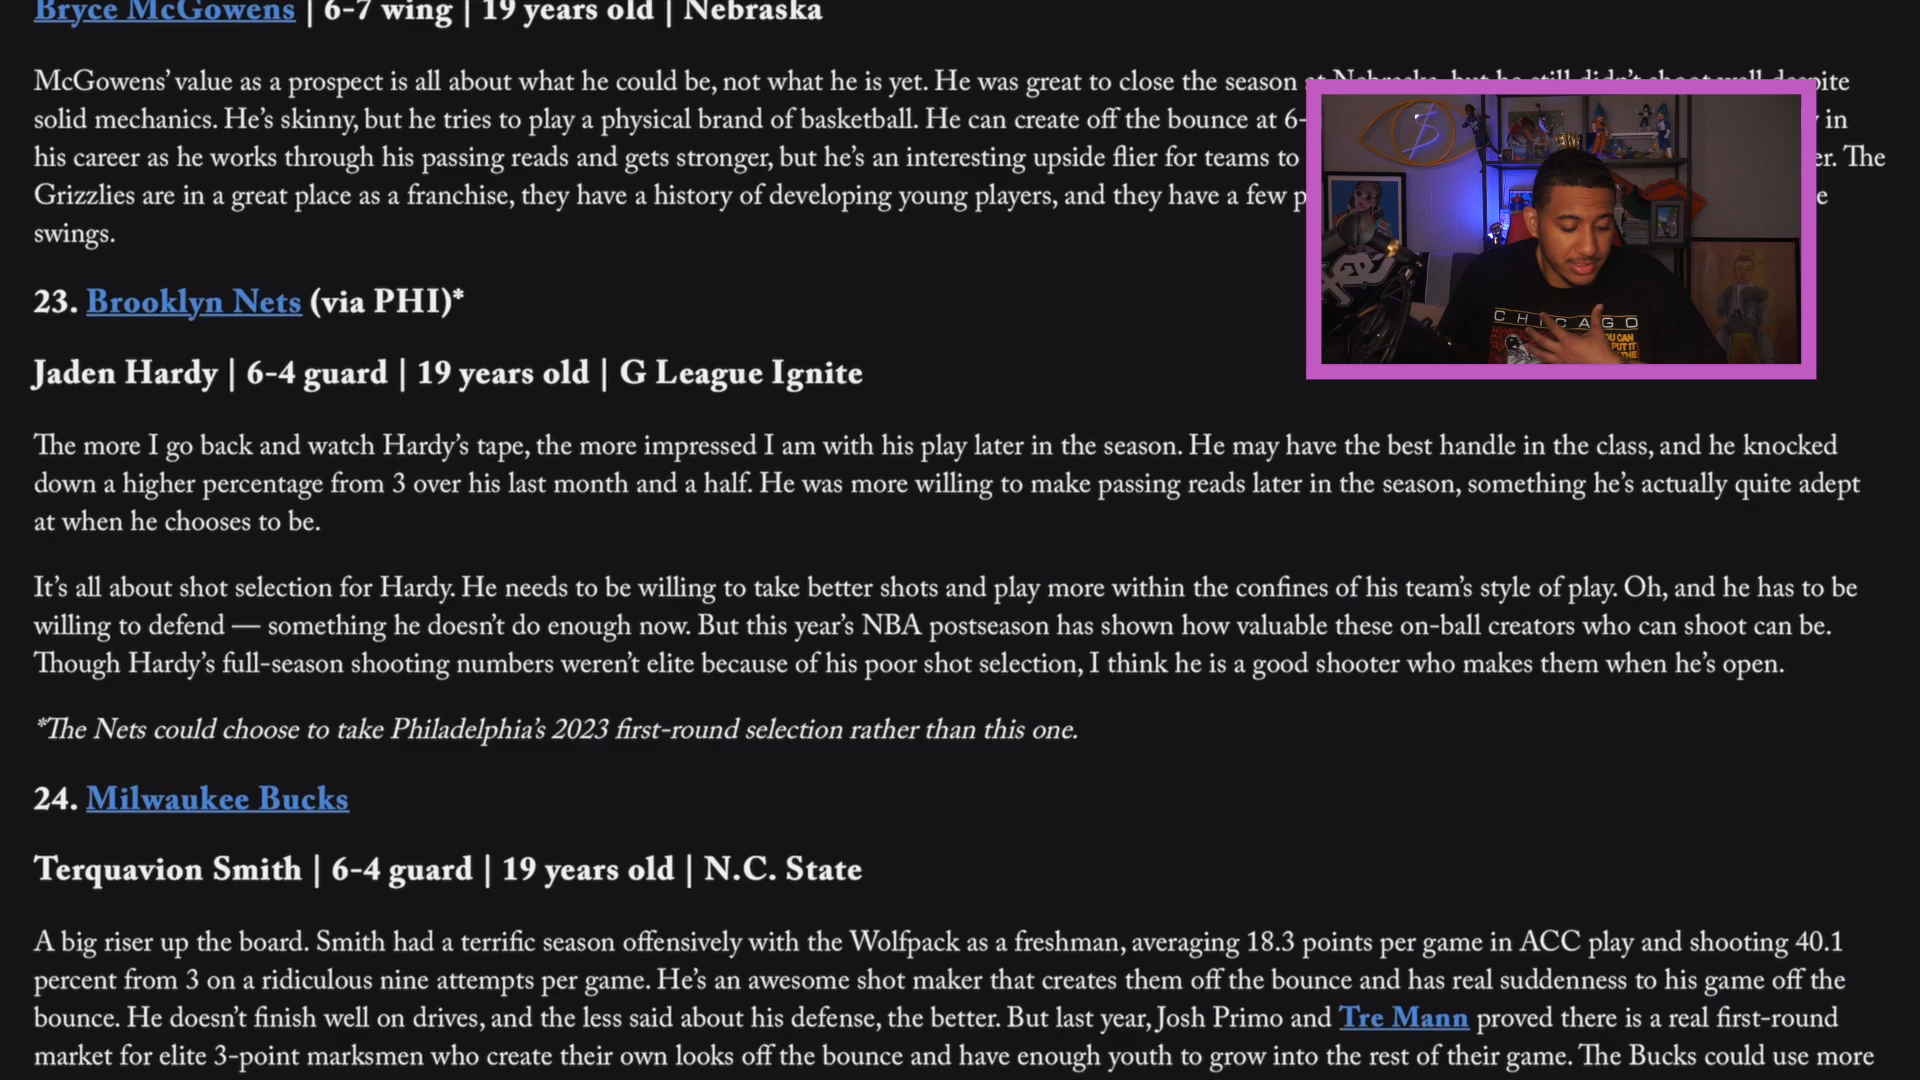 Bryce McGowens | 6-7 wing | 19 years old | Nebraska
McGowens’ value as a prospect is all about what he could be, not what he is yet. He was great to close the season at Nebraska, but he still didn’t shoot well despite
solid mechanics. He’s skinny, but he tries to play a physical brand of basketball. He can create off the bounce at 6- in
his career as he works through his passing reads and gets stronger, but he’s an interesting upside flier for teams to er. The
Grizzlies are in a great place as a franchise, they have a history of developing young players, and they have a few p e
swings.
CHICAGO
YOU CAN
PUT IT
THE
23. Brooklyn Nets (via PHI)*
Jaden Hardy | 6-4 guard | 19 years old | G League Ignite
The more I go back and watch Hardy’s tape, the more impressed I am with his play later in the season. He may have the best handle in the class, and he knocked
down a higher percentage from 3 over his last month and a half. He was more willing to make passing reads later in the season, something he’s actually quite adept
at when he chooses to be.
It’s all about shot selection for Hardy. He needs to be willing to take better shots and play more within the confines of his team’s style of play. Oh, and he has to be
willing to defend — something he doesn’t do enough now. But this year’s NBA postseason has shown how valuable these on-ball creators who can shoot can be.
Though Hardy’s full-season shooting numbers weren’t elite because of his poor shot selection, I think he is a good shooter who makes them when he’s open.
*The Nets could choose to take Philadelphia’s 2023 first-round selection rather than this one.
24. Milwaukee Bucks
Terquavion Smith | 6-4 guard | 19 years old | N.C. State
A big riser up the board. Smith had a terrific season offensively with the Wolfpack as a freshman, averaging 18.3 points per game in ACC play and shooting 40.1
percent from 3 on a ridiculous nine attempts per game. He’s an awesome shot maker that creates them off the bounce and has real suddenness to his game off the
bounce. He doesn’t finish well on drives, and the less said about his defense, the better. But last year, Josh Primo and Tre Mann proved there is a real first-round
market for elite 3-point marksmen who create their own looks off the bounce and have enough youth to grow into the rest of their game. The Bucks could use more